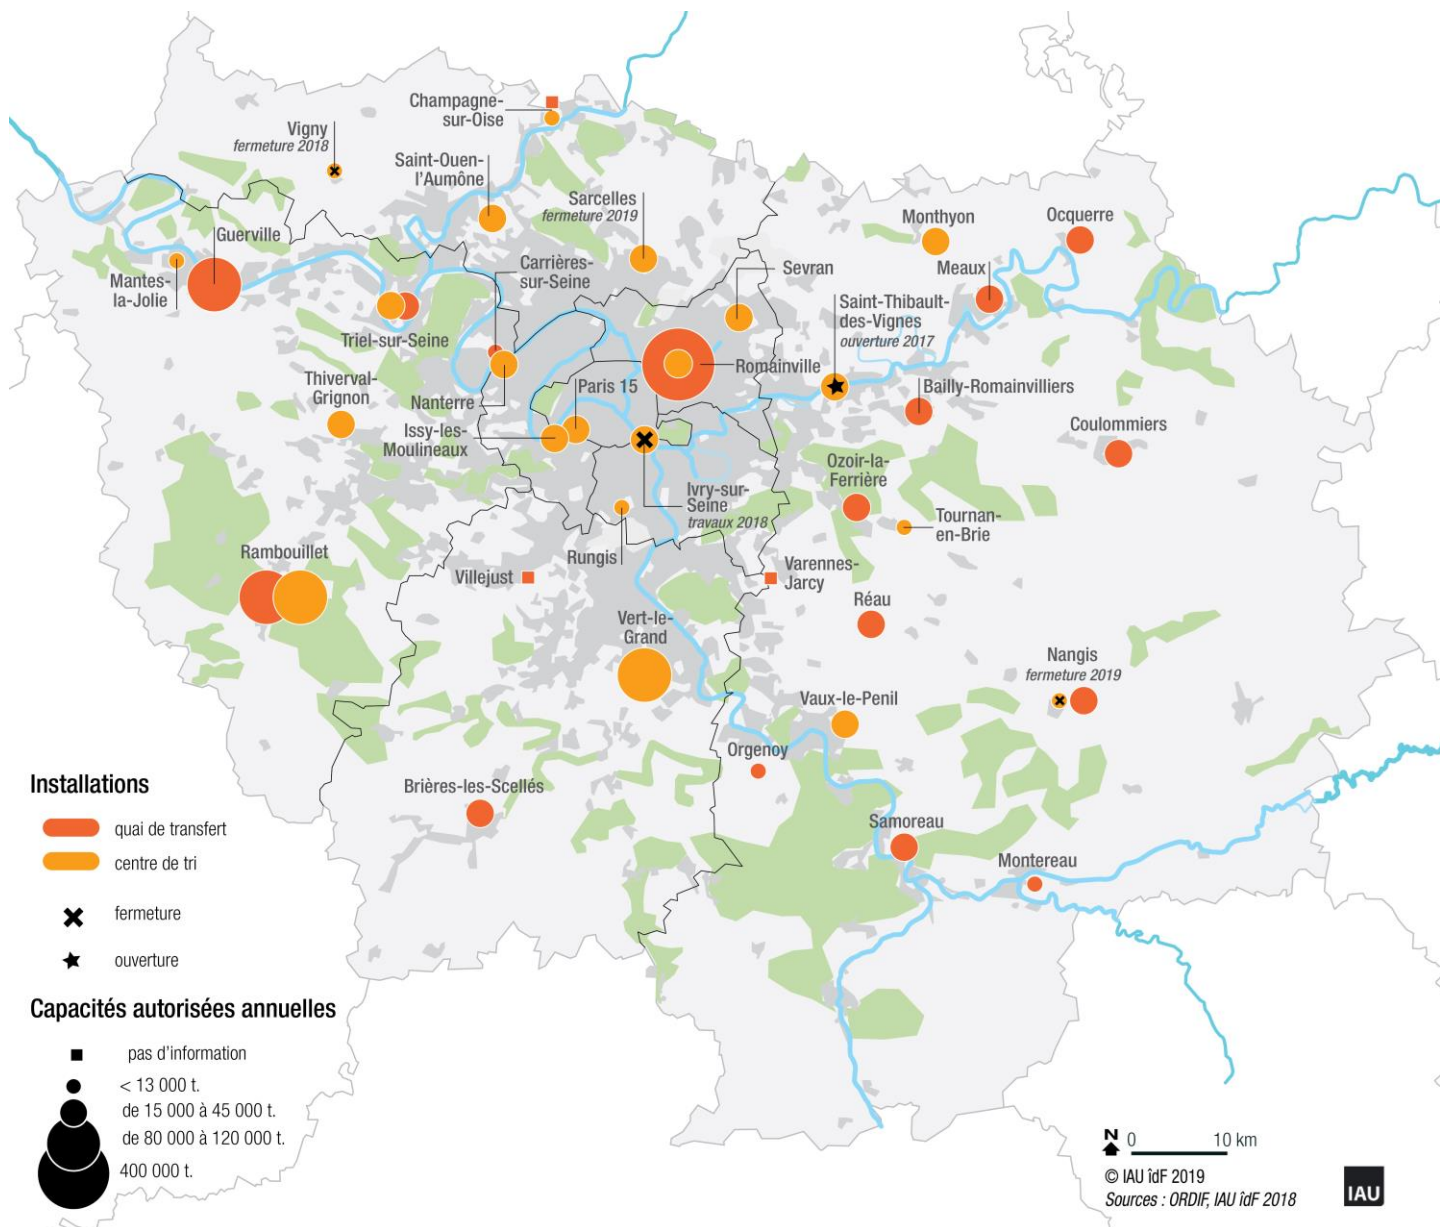 Champagne-
sur-Oise
Vigny
fermeture 2018
Saint-Ouen-
l'Aumône
Sarcelles
fermeture 2019
Monthyon
Ocquerre
Guerville
Carrières-
sur-Seine
Sevran
Meaux
Mantes-
la-Jolie
Saint-Thibault-
des-Vignes
ouverture 2017
Triel-sur-Seine
Romainville
Thiverval-
Grignon
Paris 15
Bailly-Romainvilliers
Nanterre
Issy-les-
Moulineaux
Coulommiers
Ozoir-la-
Ferrière
Ivry-sur-
Seine
travaux 2018
Tournan-
en-Brie
Rambouillet
Rungis
Villejust
Varennes-
Jarcy
Réau
Vert-le-
Grand
Nangis
fermeture 2019
Vaux-le-Penil
Orgenoy
Brières-les-Scellés
Samoreau
Montereau
Installations
quai de transfert
centre de tri
fermeture
ouverture
Capacités autorisées annuelles
pas d'information
< 13 000 t.
de 15 000 à 45 000 t.
de 80 000 à 120 000 t.
400 000 t.
N 0 10 km
© IAU îdF 2019
Sources : ORDIF, IAU îdF 2018
IAU